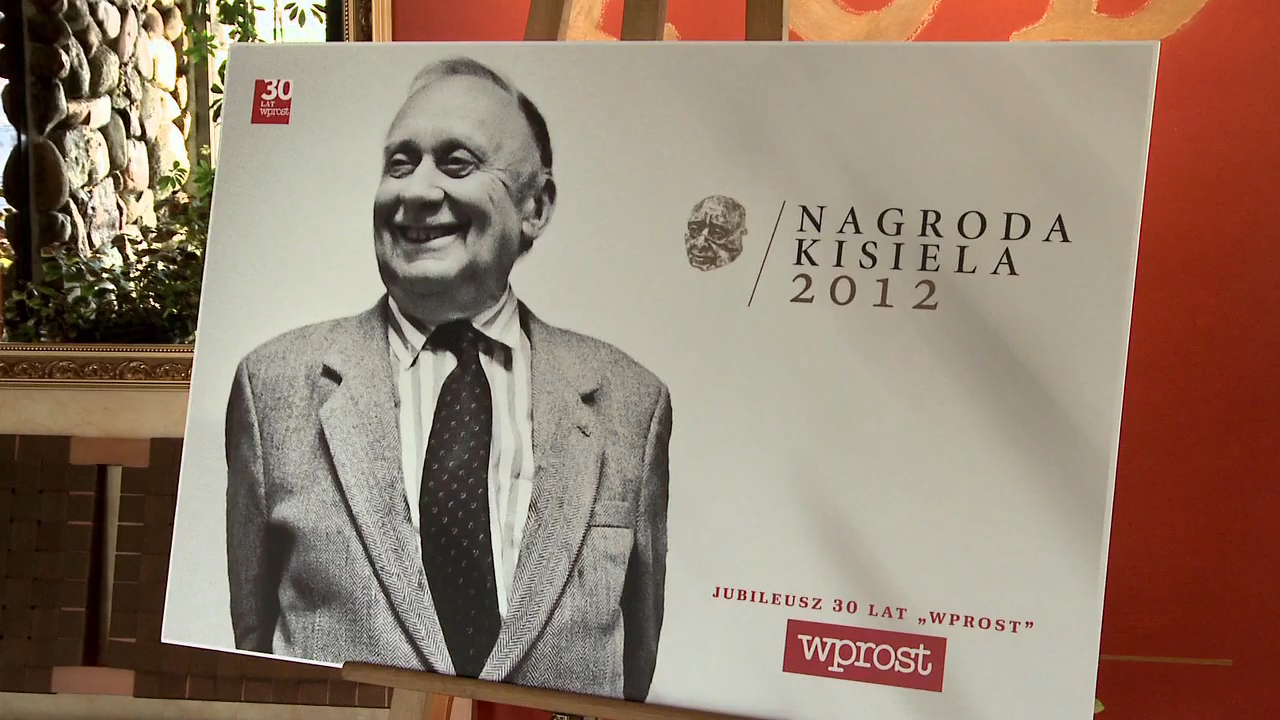 30
LAT
wprost
NAGRODA
KISIELA
2012
JUBILEUSZ 30 LAT „WPROST”
wprost